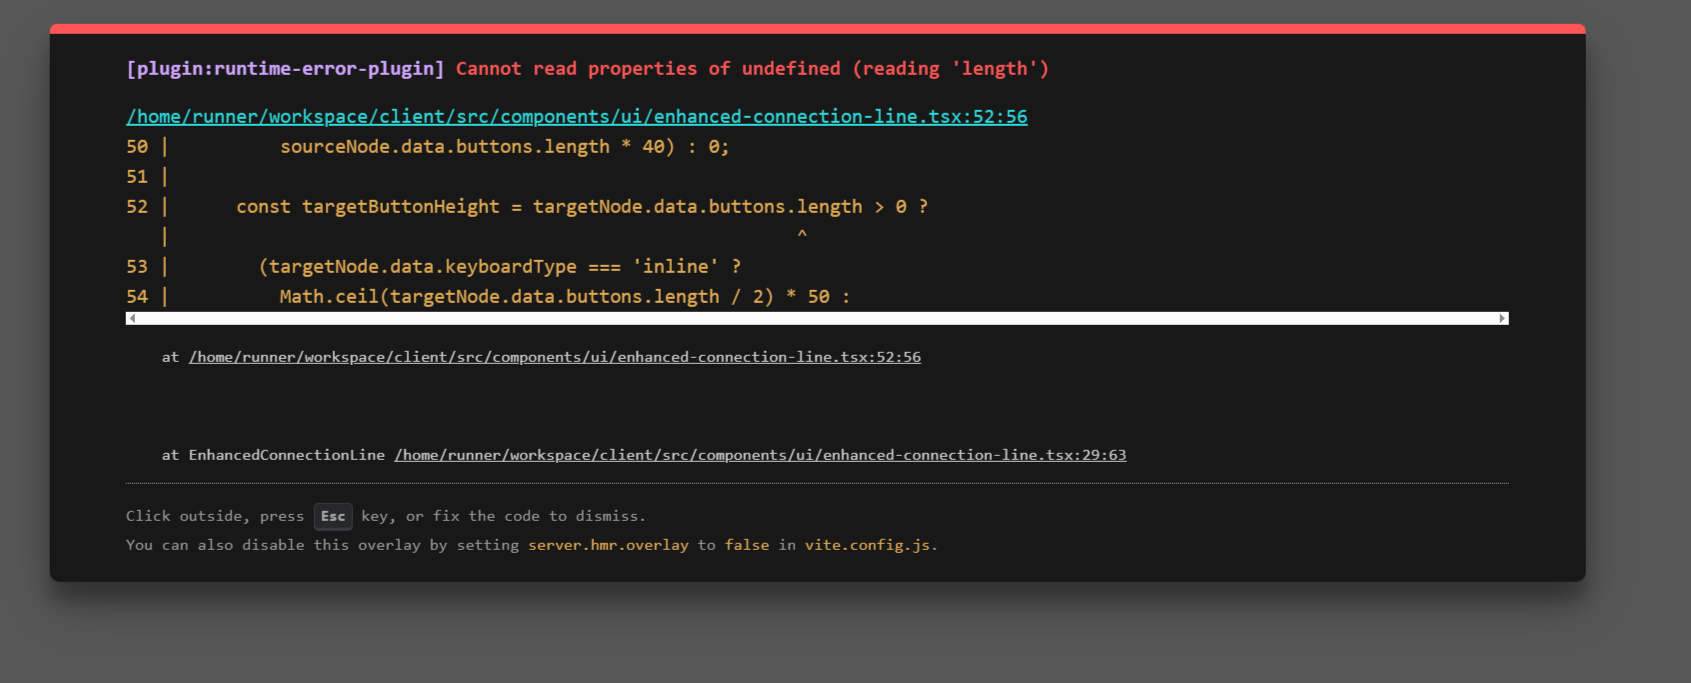 [plugin:runtime-error-plugin] Cannot read properties of undefined (reading 'length')
/home/runner/workspace/client/src/components/ui/enhanced-connection-line.tsx:52:56
50 |          sourceNode.data.buttons.length * 40) : 0;
51 |
52 |      const targetButtonHeight = targetNode.data.buttons.length > 0 ?
   |                                                         ^
53 |        (targetNode.data.keyboardType === 'inline' ?
54 |          Math.ceil(targetNode.data.buttons.length / 2) * 50 :
at /home/runner/workspace/client/src/components/ui/enhanced-connection-line.tsx:52:56
at EnhancedConnectionLine /home/runner/workspace/client/src/components/ui/enhanced-connection-line.tsx:29:63
Click outside, press Esc key, or fix the code to dismiss.
You can also disable this overlay by setting server.hmr.overlay to false in vite.config.js.